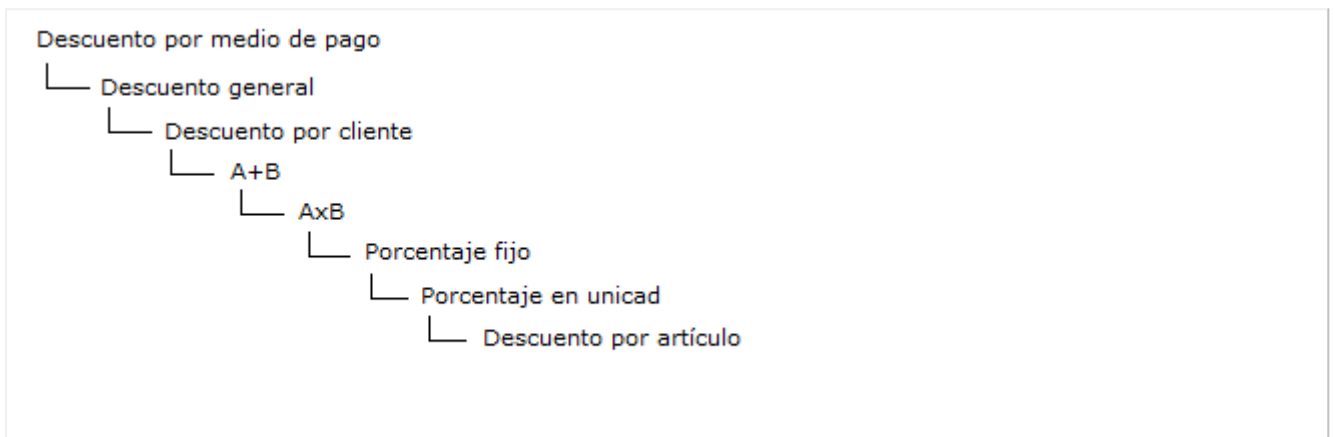 Descuento por medio de pago
Descuento general
Descuento por cliente
A+B
AxB
Porcentaje fijo
Porcentaje en unicad
Descuento por artículo